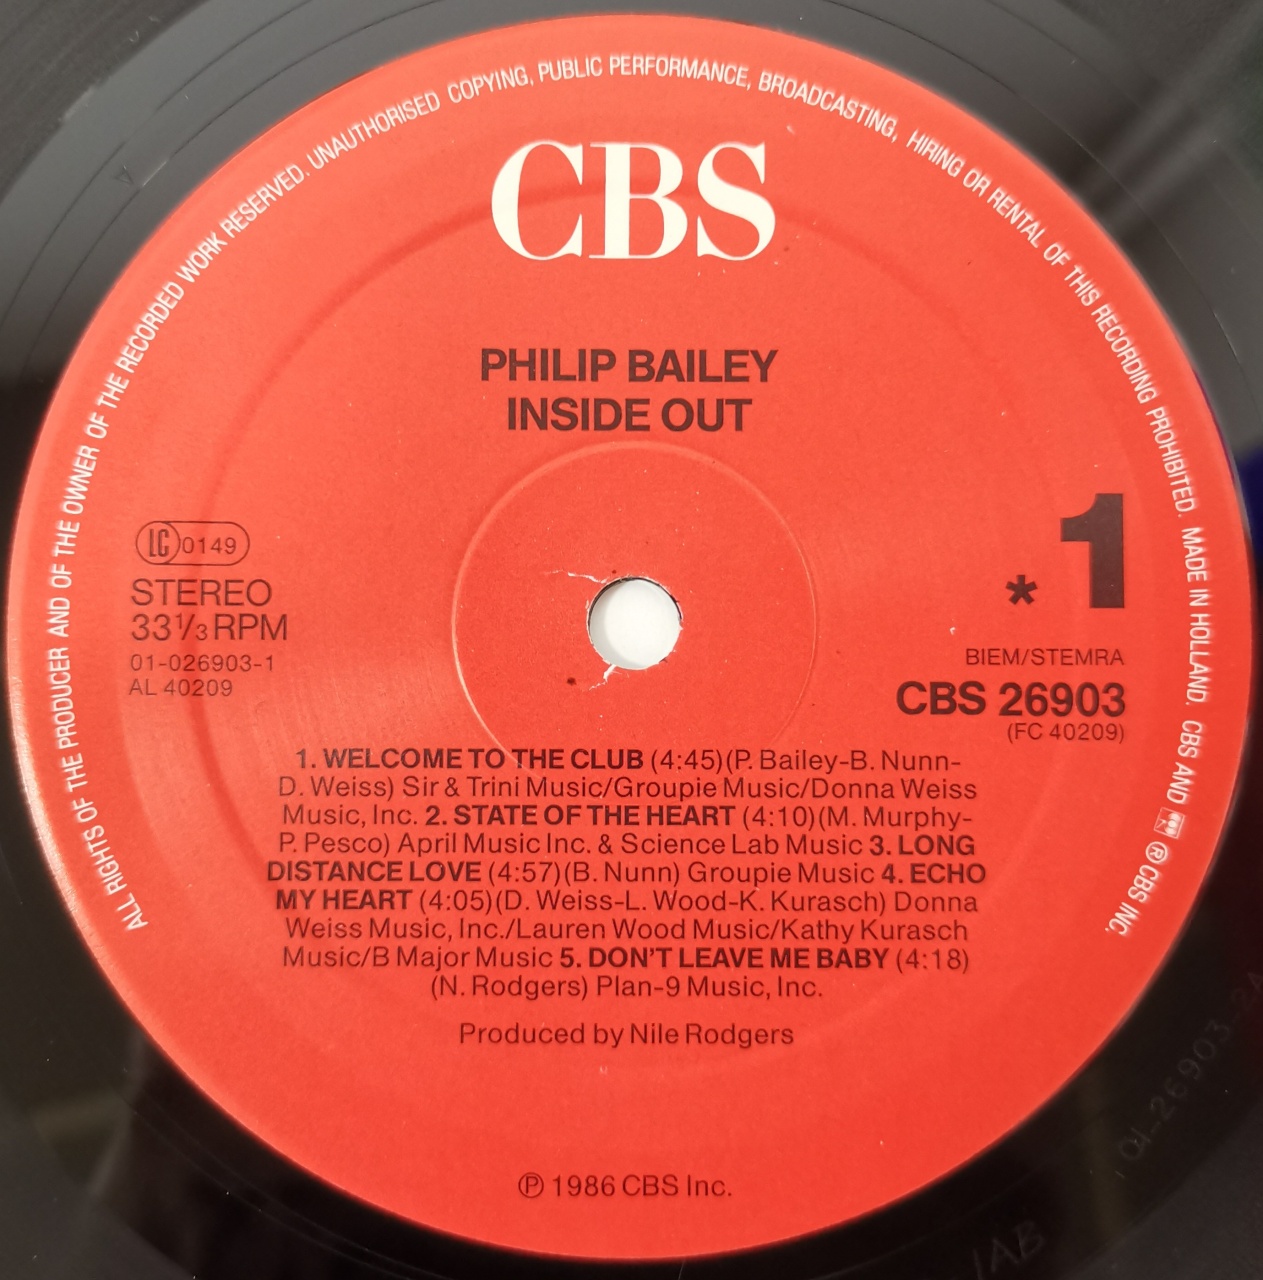 ALL RIGHTS OF THE PRODUCER AND OF THE OWNER OF THE RECORDED WORK RESERVED. UNAUTHORISED COPYING, PUBLIC PERFORMANCE, BROADCASTING, HIRING OR RENTAL OF THIS RECORDING PROHIBITED. MADE IN HOLLAND. CBS AND ℗ CBS INC.
CBS
PHILIP BAILEY
INSIDE OUT
LC 0149
STEREO
33 1/3 RPM
01-026903-1
AL 40209
1
*
BIEM/STEMRA
CBS 26903
(FC 40209)
1. WELCOME TO THE CLUB (4:45)(P. Bailey-B. Nunn-
D. Weiss) Sir & Trini Music/Groupie Music/Donna Weiss
Music, Inc. 2. STATE OF THE HEART (4:10)(M. Murphy-
P. Pesco) April Music Inc. & Science Lab Music 3. LONG
DISTANCE LOVE (4:57)(B. Nunn) Groupie Music 4. ECHO
MY HEART (4:05)(D. Weiss-L. Wood-K. Kurasch) Donna
Weiss Music, Inc./Lauren Wood Music/Kathy Kurasch
Music/B Major Music 5. DON'T LEAVE ME BABY (4:18)
(N. Rodgers) Plan-9 Music, Inc.
Produced by Nile Rodgers
℗ 1986 CBS Inc.